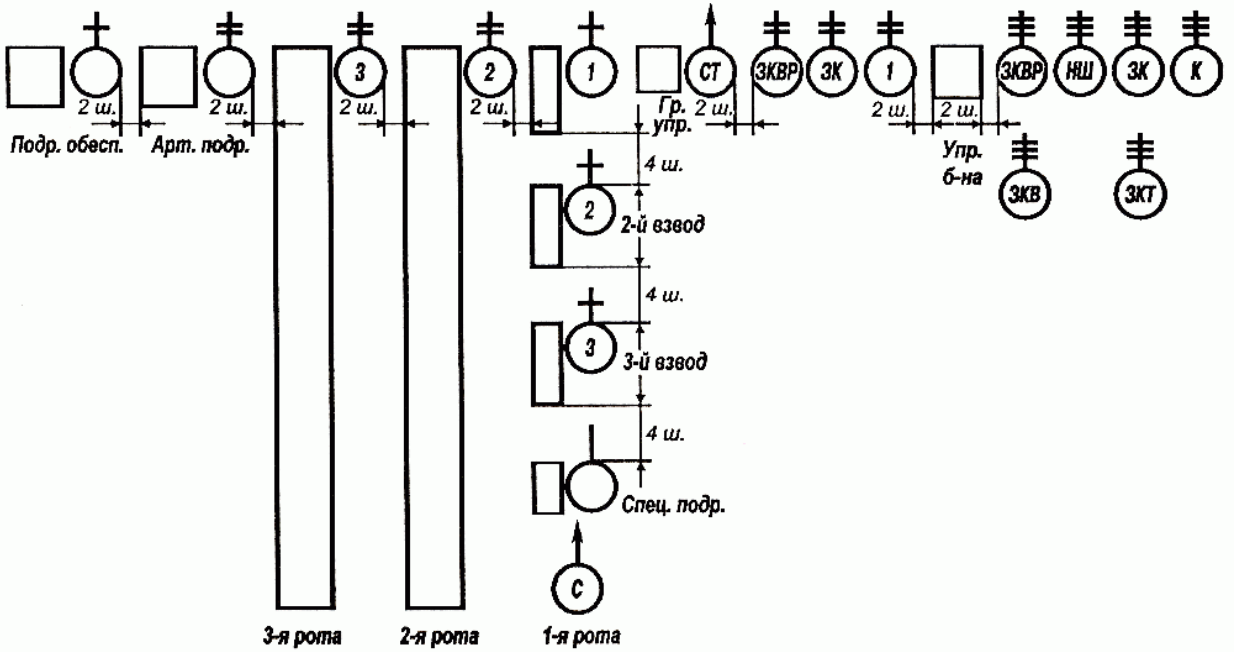 3
2
1
СТ
ЗКВР
ЗК
1
ЗКВР
НШ
ЗК
К
2 ш.
2 ш.
2 ш.
2 ш.
Гр.
упр.
2 ш.
2 ш.
2 ш.
Подр. обесп.
Арт. подр.
Упр.
б-на
4 ш.
ЗКВ
ЗКТ
2
2-й взвод
4 ш.
3
3-й взвод
4 ш.
Спец. подр.
С
3-я рота
2-я рота
1-я рота